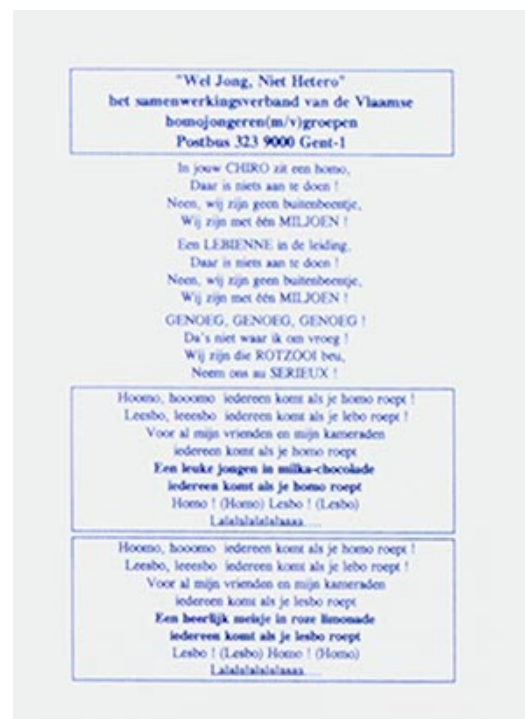 "Wel Jong, Niet Hetero"
het samenwerkingsverband van de Vlaamse
homojongeren(m/v)groepen
Postbus 323 9000 Gent-1
In jouw CHIRO zit een homo,
Daar is niets aan te doen !
Neen, wij zijn geen buitenbeentje,
Wij zijn met één MILJOEN !
Een LEBIENNE in de leiding,
Daar is niets aan te doen !
Neen, wij zijn geen buitenbeentje,
Wij zijn met één MILJOEN !
GENOEG, GENOEG, GENOEG !
Da's niet waar ik om vroeg !
Wij zijn die ROTZOOI beu,
Neem ons au SERIEUX !
Hoomo, hooomo iedereen komt als je homo roept !
Leesbo, leeesbo iedereen komt als je lebo roept !
Voor al mijn vrienden en mijn kameraden
iedereen komt als je homo roept
Een leuke jongen in milka-chocolade
iedereen komt als je homo roept
Homo ! (Homo) Lesbo ! (Lesbo)
Lalalalalalalaaaa....
Hoomo, hooomo iedereen komt als je homo roept !
Leesbo, leeesbo iedereen komt als je lebo roept !
Voor al mijn vrienden en mijn kameraden
iedereen komt als je lesbo roept
Een heerlijk meisje in roze limonade
iedereen komt als je lesbo roept
Lesbo ! (Lesbo) Homo ! (Homo)
Lalalalalalalaaaa....